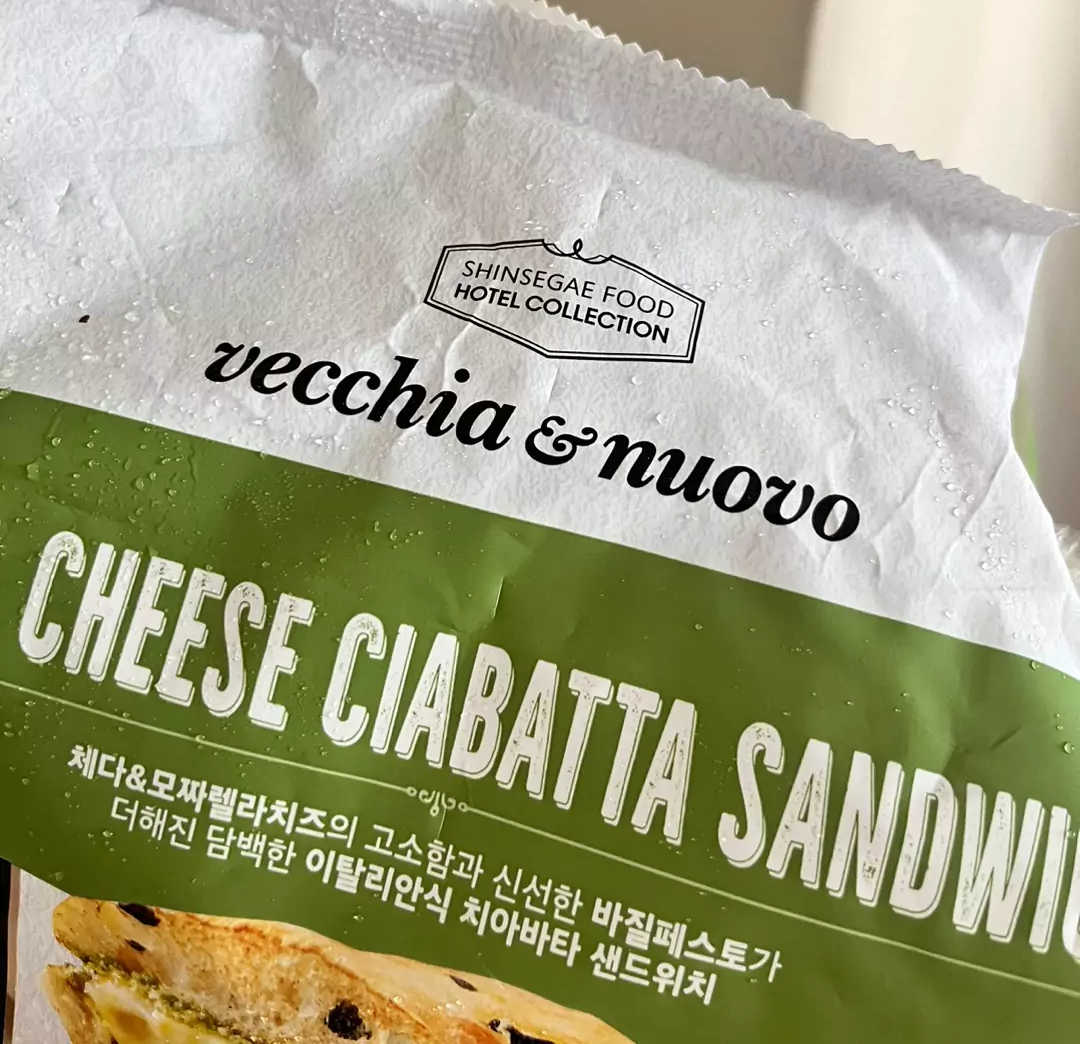 SHINSEGAE FOOD
HOTEL COLLECTION
vecchia & nuovo
CHEESE CIABATTA SANDWI
체다&모짜렐라치즈의 고소함과 신선한 바질페스토가
더해진 담백한 이탈리안식 치아바타 샌드위치